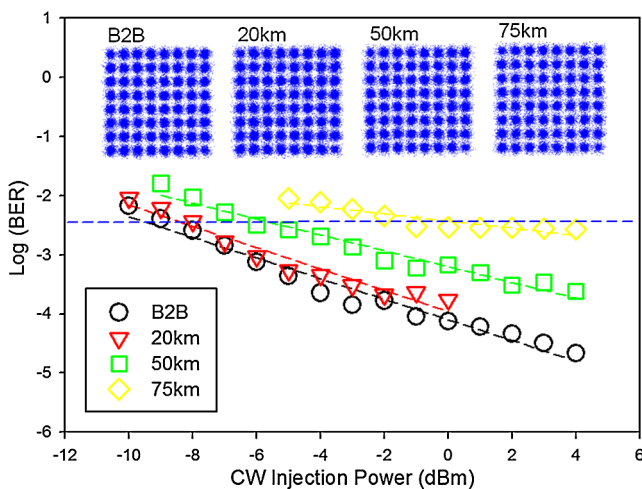 B2B 20km 50km 75km
1
0
-1
-2
-3
-4
-5
-6
Log (BER)
B2B
20km
50km
75km
-12 -10 -8 -6 -4 -2 0 2 4 6
CW Injection Power (dBm)